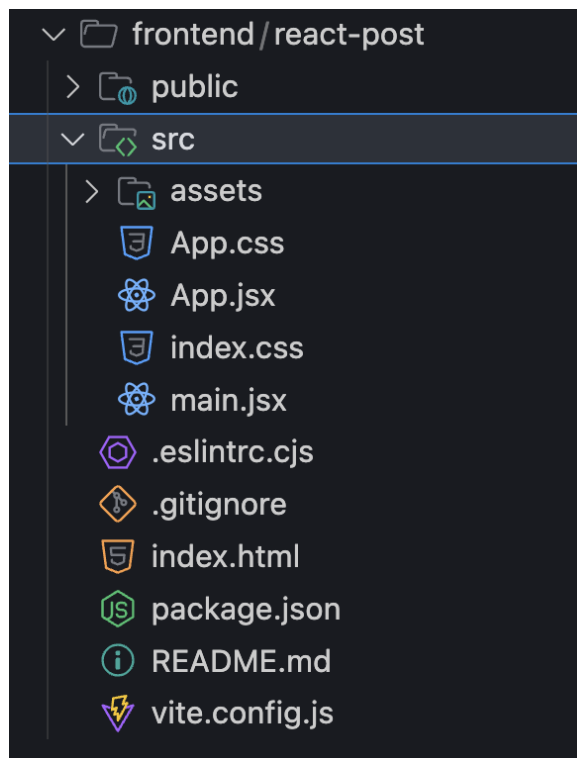 frontend/react-post
public
src
assets
App.css
App.jsx
index.css
main.jsx
.eslintrc.cjs
.gitignore
index.html
package.json
README.md
vite.config.js